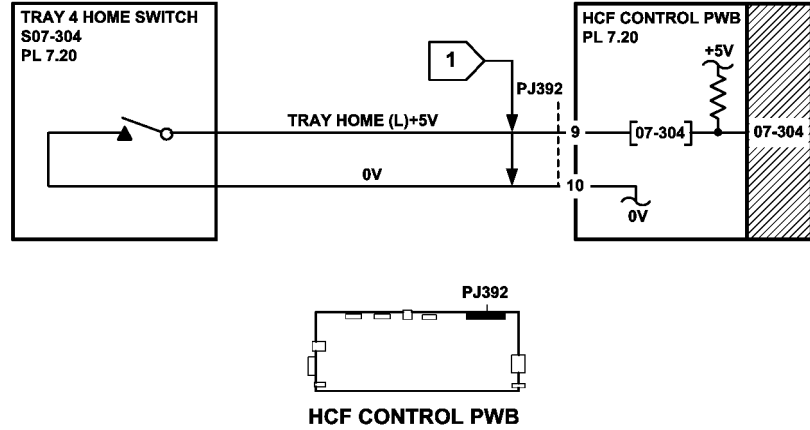 TRAY 4 HOME SWITCH
S07-304
PL 7.20
HCF CONTROL PWB
PL 7.20
+5V
1
PJ392
TRAY HOME (L)+5V
9
[07-304]
07-304
0V
10
0V
PJ392
HCF CONTROL PWB